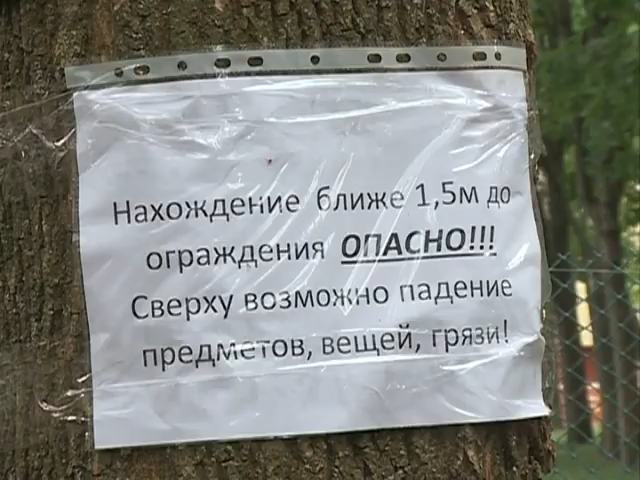 Нахождение ближе 1,5м до
ограждения ОПАСНО!!!
Сверху возможно падение
предметов, вещей, грязи!